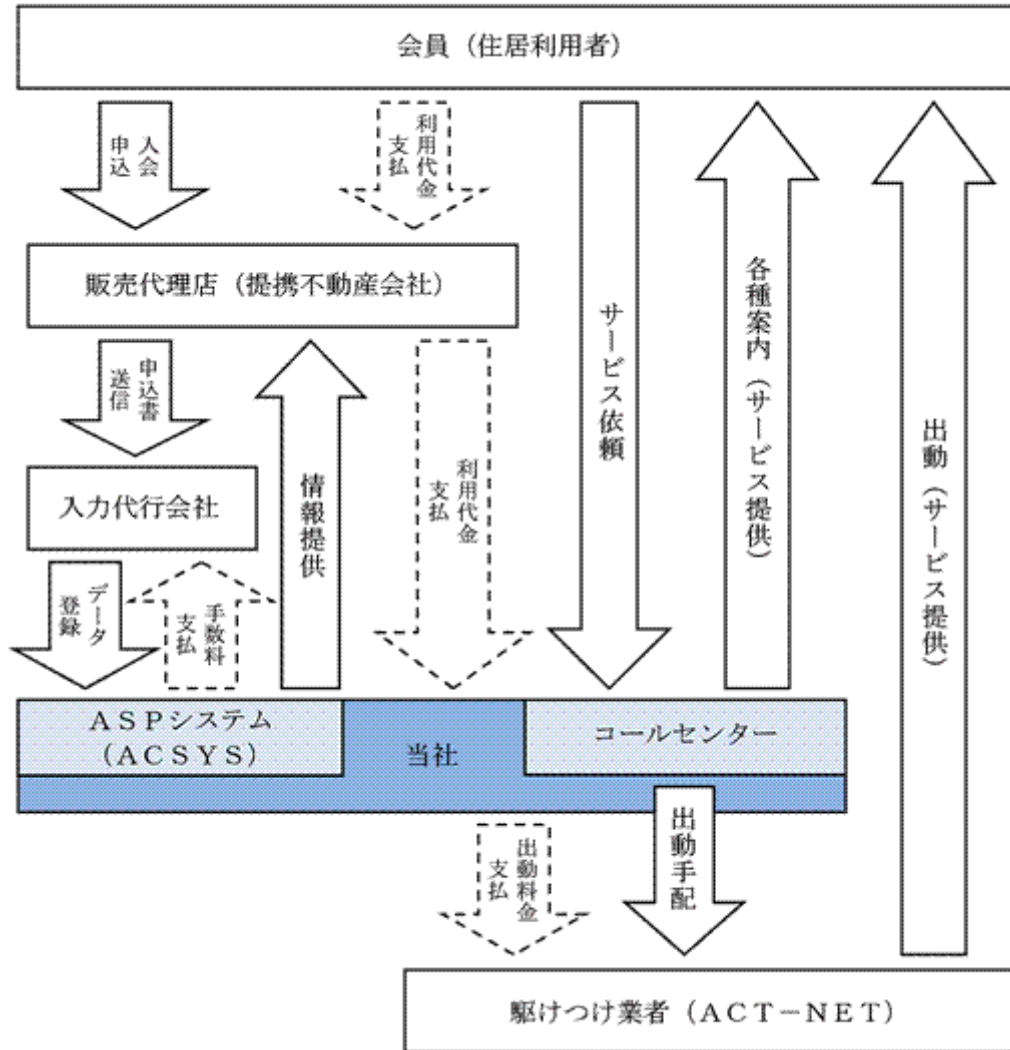 会員（住居利用者）
入会
申込
利用代金
支払
サービス依頼
各種案内（サービス提供）
出動（サービス提供）
販売代理店（提携不動産会社）
申込書
送信
情報提供
利用代金
支払
入力代行会社
データ
登録
手数料
支払
ＡＳＰシステム
（ＡＣＳＹＳ）
当社
コールセンター
出動料金
支払
出動手配
駆けつけ業者（ＡＣＴ－ＮＥＴ）